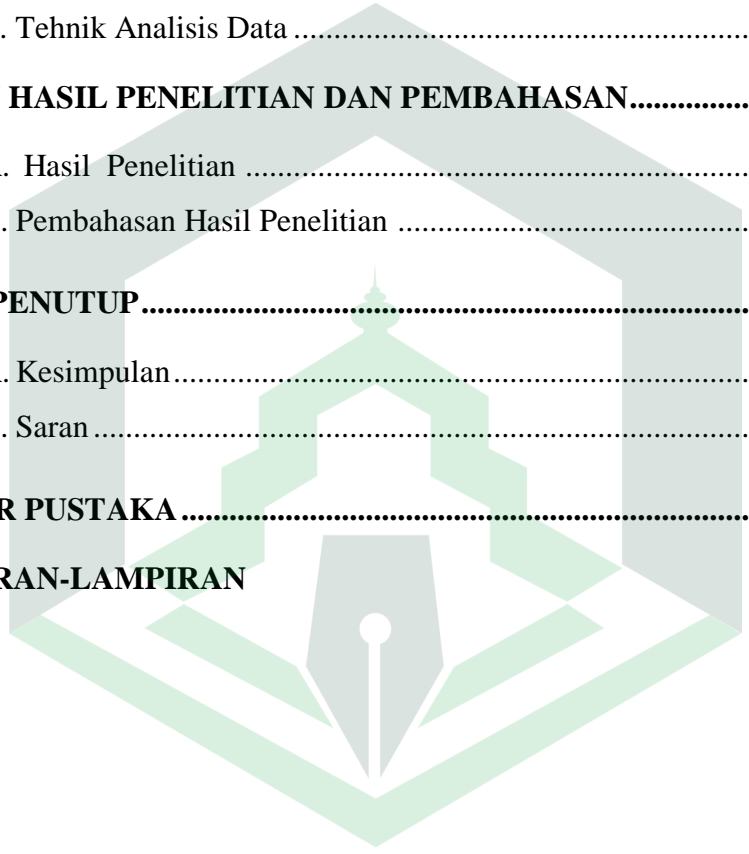 . Tehnik Analisis Data ........................................................
HASIL PENELITIAN DAN PEMBAHASAN...............
. Hasil Penelitian ..............................................................
. Pembahasan Hasil Penelitian ...........................................
PENUTUP.............................................................................
. Kesimpulan.......................................................................
. Saran.................................................................................
R PUSTAKA.......................................................................
RAN-LAMPIRAN